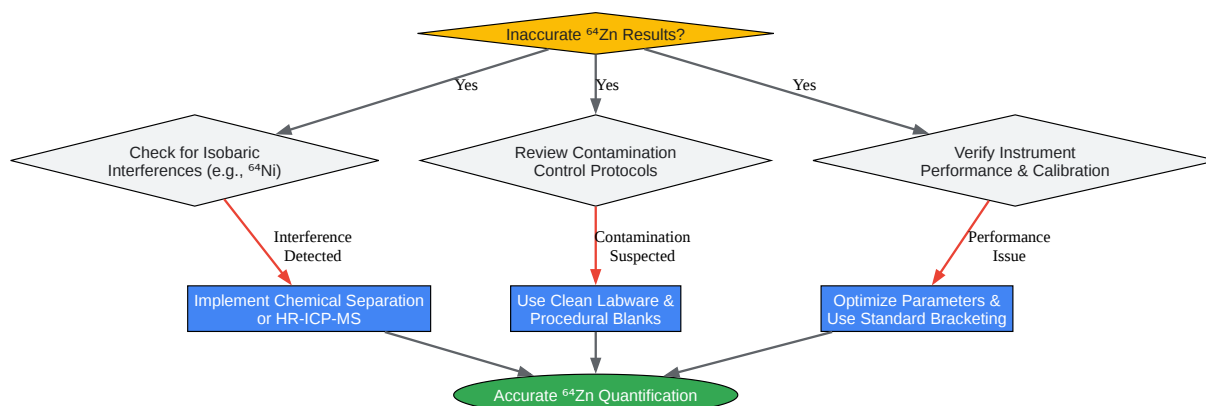 Inaccurate ⁶⁴Zn Results?
Yes
Yes
Yes
Check for Isobaric
Interferences (e.g., ⁶⁴Ni)
Review Contamination
Control Protocols
Verify Instrument
Performance & Calibration
Interference
Detected
Contamination
Suspected
Performance
Issue
Implement Chemical Separation
or HR-ICP-MS
Use Clean Labware &
Procedural Blanks
Optimize Parameters &
Use Standard Bracketing
Accurate ⁶⁴Zn Quantification